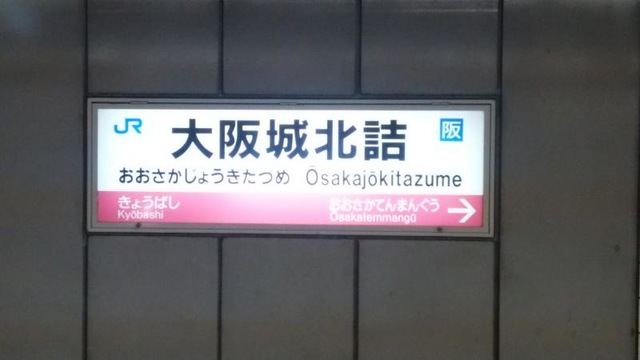 JR 大阪城北詰 阪
おおさかじょうきたづめ Ōsakajōkitazume
きょうばし おおさかてんまんぐう →
Kyōbashi Ōsakatemmangū